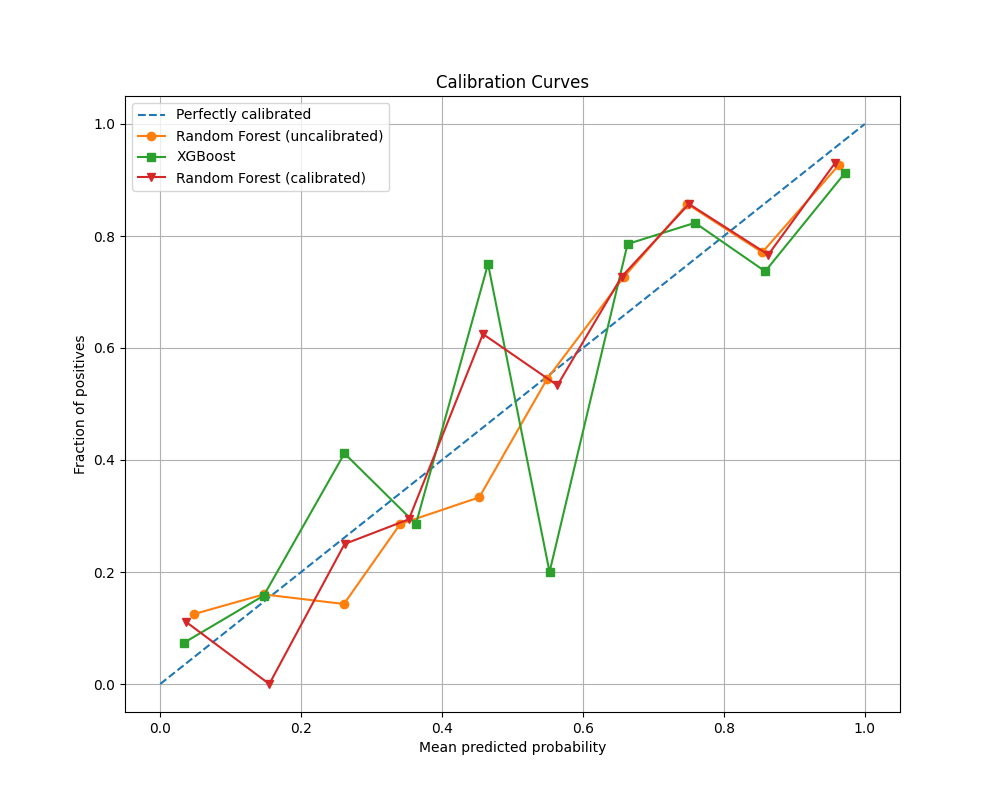 Calibration Curves
Perfectly calibrated
Random Forest (uncalibrated)
XGBoost
Random Forest (calibrated)
1.0
0.8
0.6
0.4
0.2
0.0
Fraction of positives
0.0 0.2 0.4 0.6 0.8 1.0
Mean predicted probability